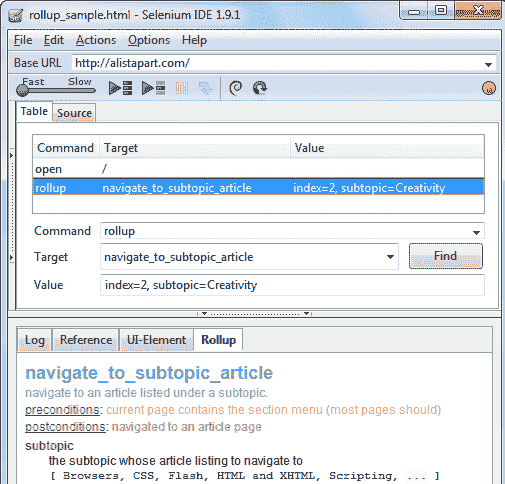 rollup_sample.html - Selenium IDE 1.9.1
File Edit Actions Options Help
Base URL http://alistapart.com/
Fast Slow
Table Source
Command Target Value
open /
rollup navigate_to_subtopic_article index=2, subtopic=Creativity
Command rollup
Target navigate_to_subtopic_article Find
Value index=2, subtopic=Creativity
Log Reference UI-Element Rollup
navigate_to_subtopic_article
navigate to an article listed under a subtopic.
preconditions: current page contains the section menu (most pages should)
postconditions: navigated to an article page
subtopic
the subtopic whose article listing to navigate to
[ Browsers, CSS, Flash, HTML and XHTML, Scripting, ... ]